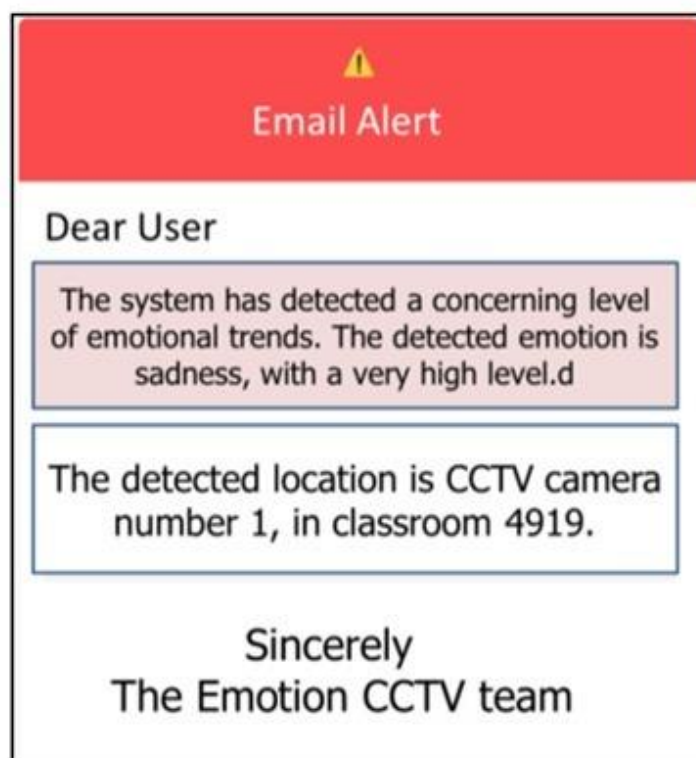 Email Alert
Dear User
The system has detected a concerning level
of emotional trends. The detected emotion is
sadness, with a very high level.d
The detected location is CCTV camera
number 1, in classroom 4919.
Sincerely
The Emotion CCTV team